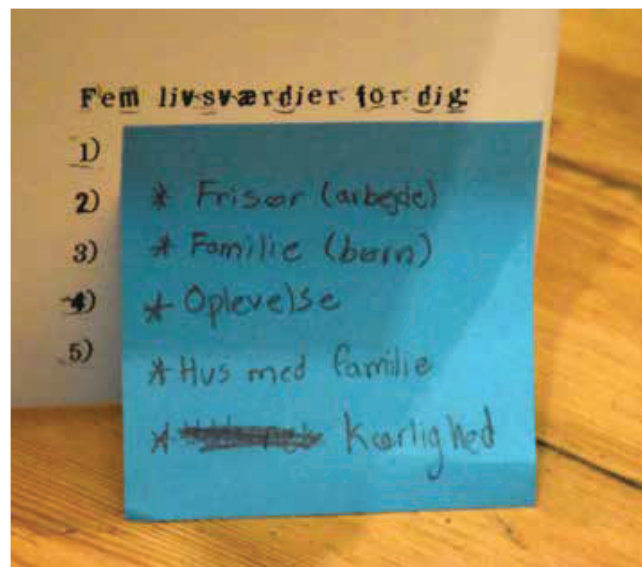 Fem livsværdier for dig:
1)
2)
3)
4)
5)
* Frisør (arbejde)
* Familie (børn)
* Oplevelse
* Hus med familie
* Kærlighed